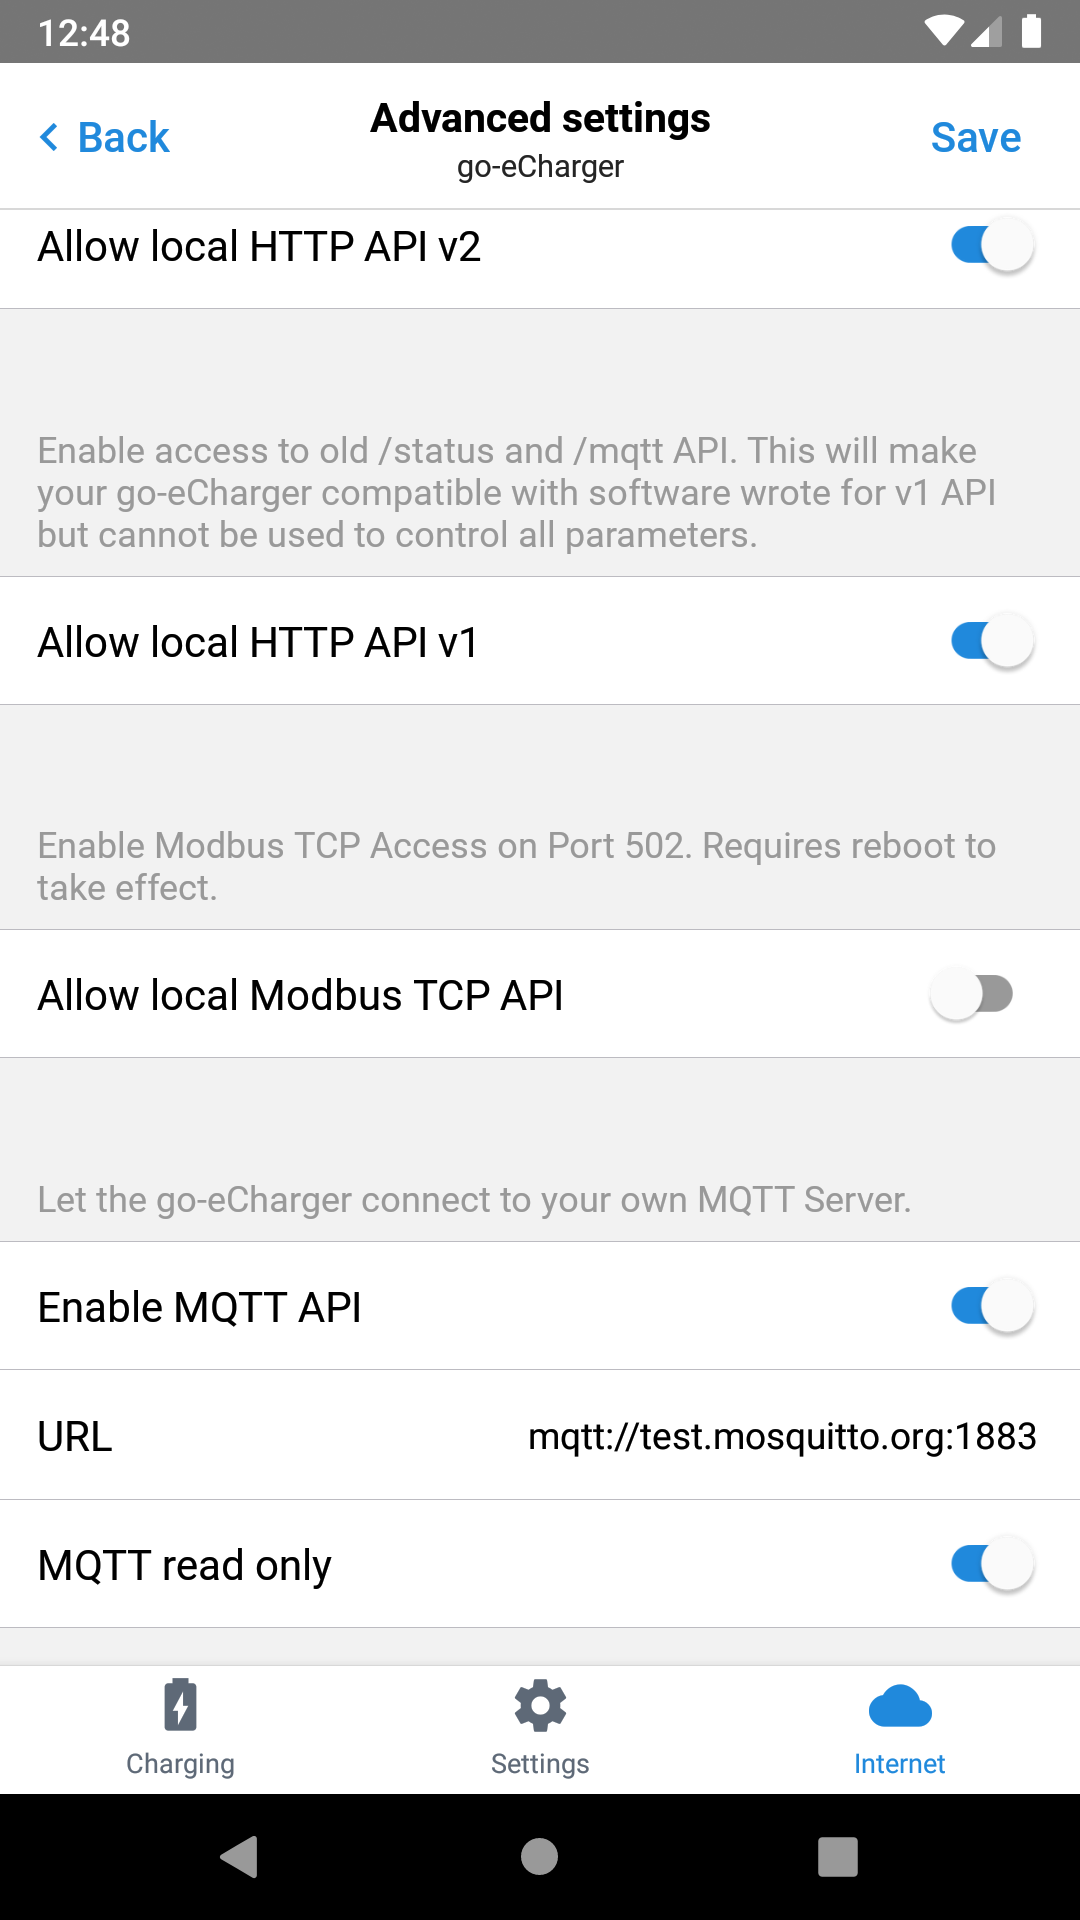 12:48
Back
Advanced settings
Save
go-eCharger
Allow local HTTP API v2
Enable access to old /status and /mqtt API. This will make
your go-eCharger compatible with software wrote for v1 API
but cannot be used to control all parameters.
Allow local HTTP API v1
Enable Modbus TCP Access on Port 502. Requires reboot to
take effect.
Allow local Modbus TCP API
Let the go-eCharger connect to your own MQTT Server.
Enable MQTT API
URL mqtt://test.mosquitto.org:1883
MQTT read only
Charging Settings Internet